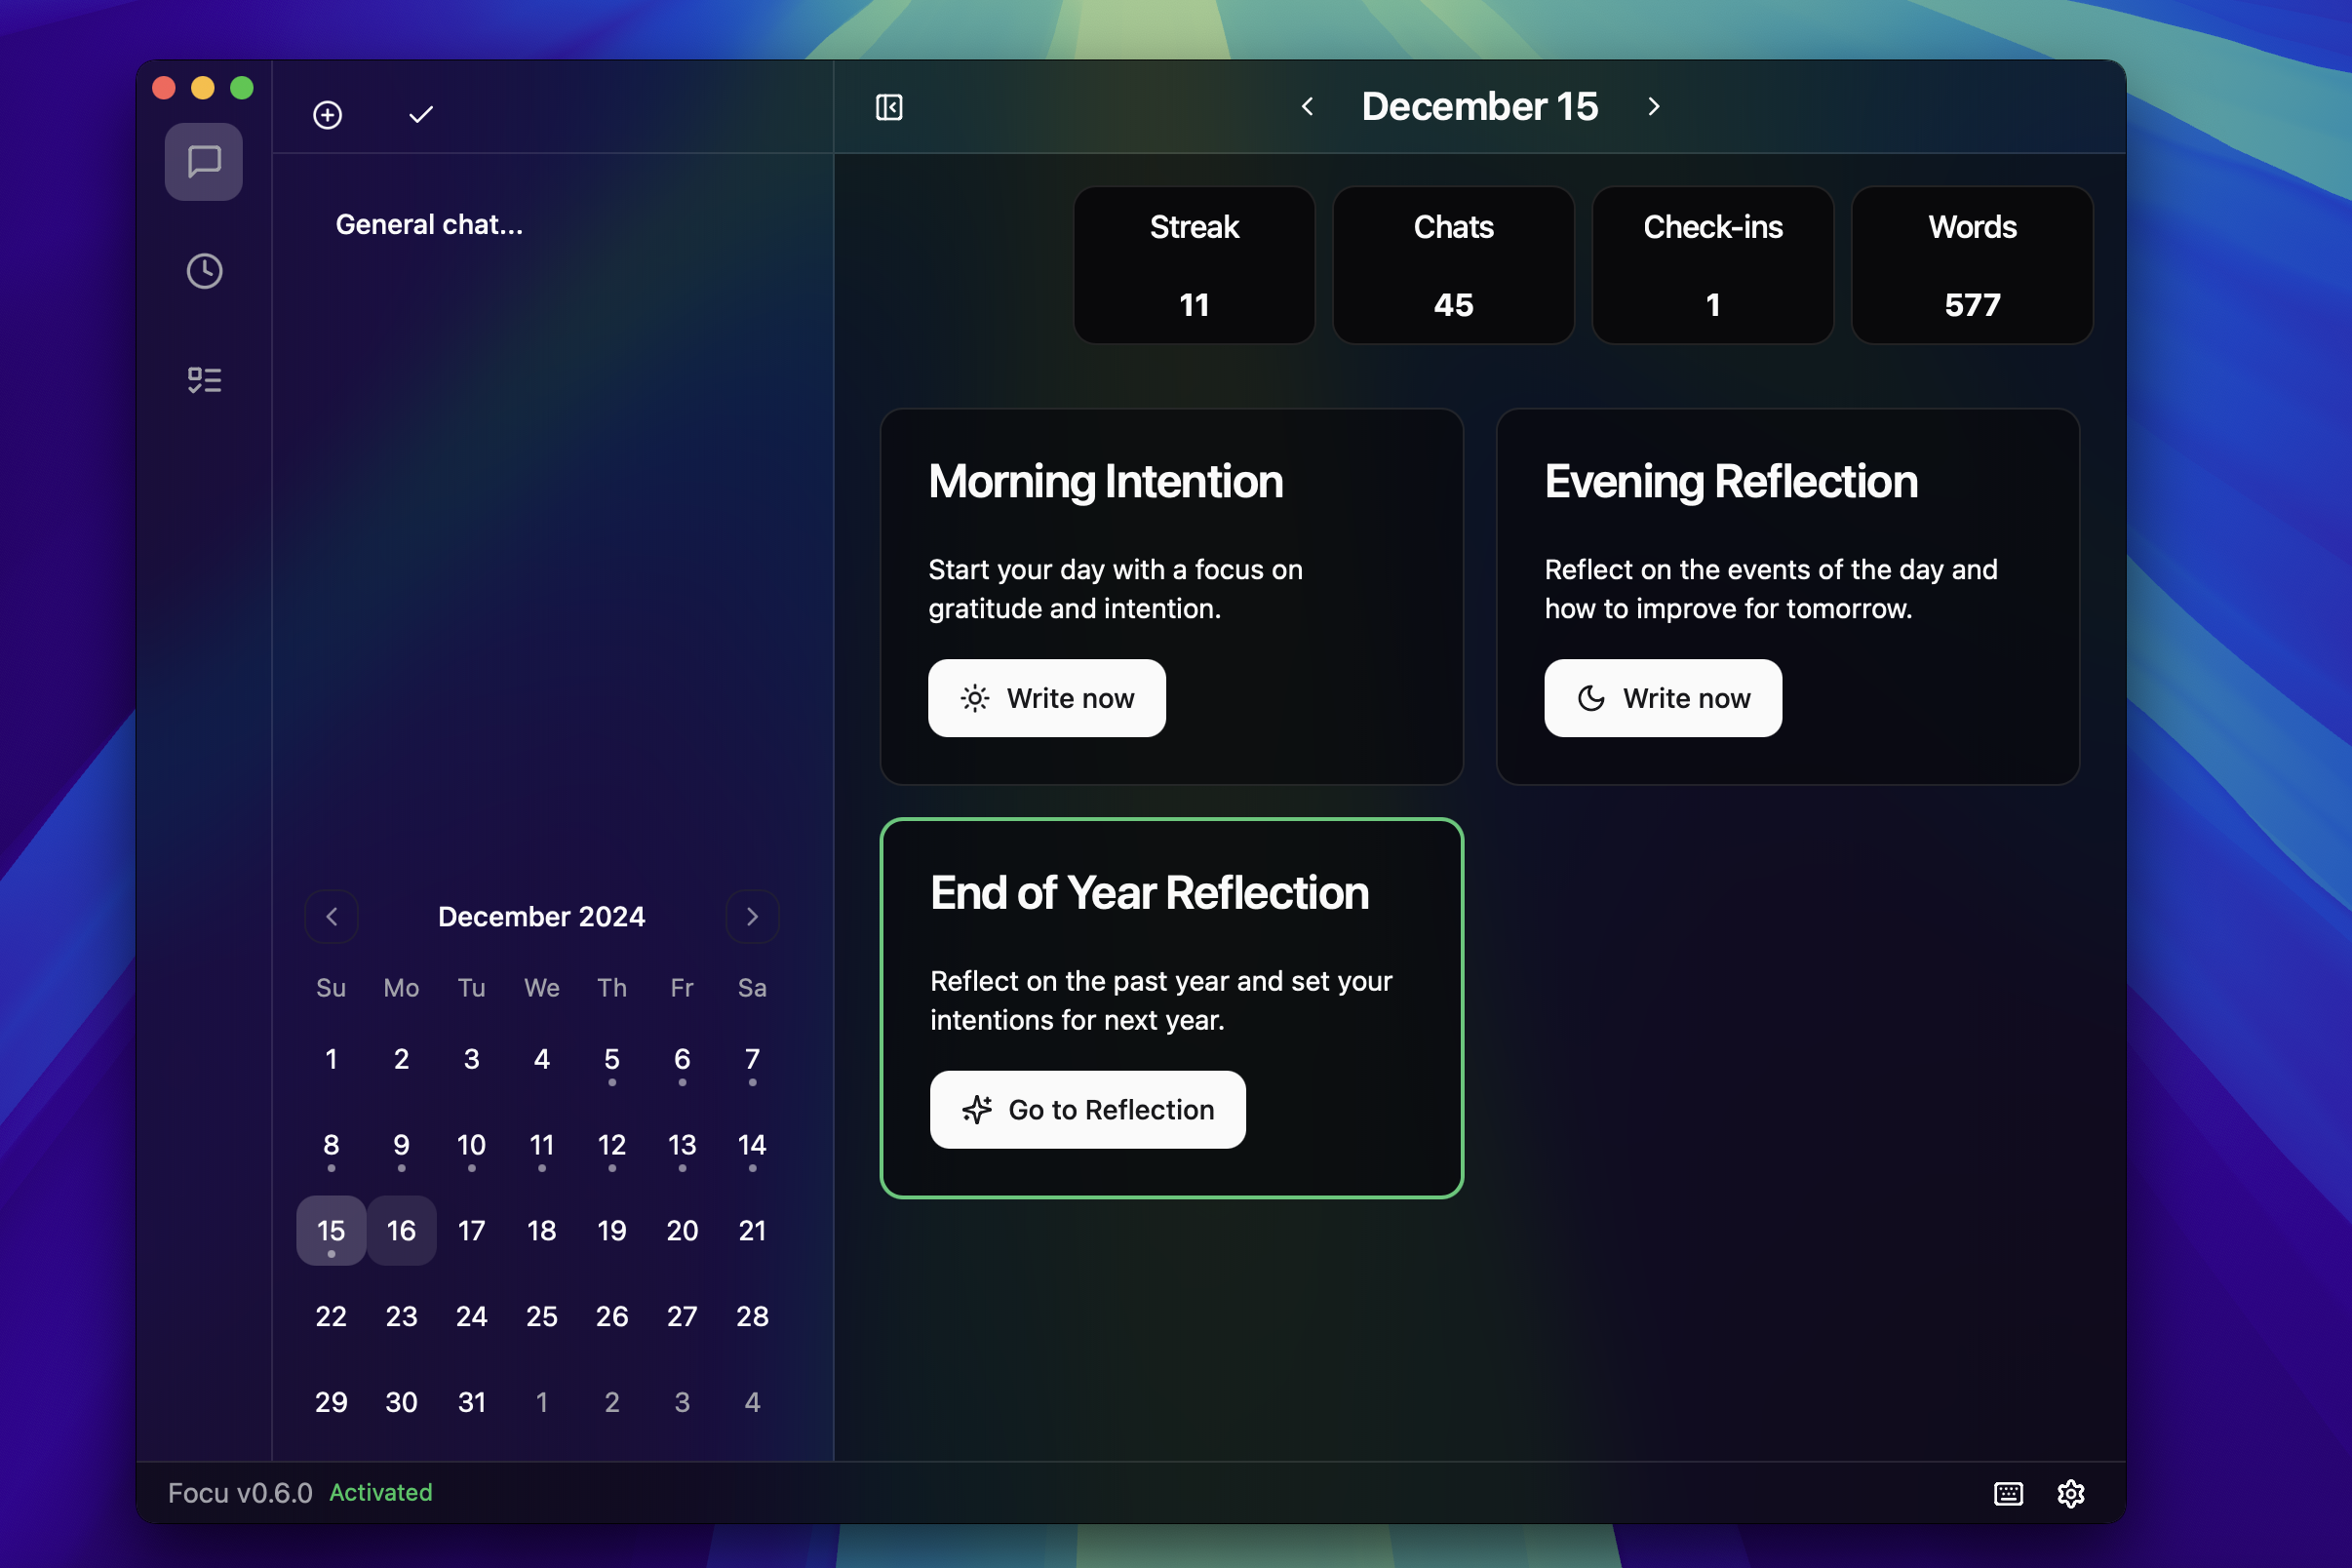 December 15
General chat...
Streak
11
Chats
45
Check-ins
1
Words
577
Morning Intention
Start your day with a focus on
gratitude and intention.
Write now
Evening Reflection
Reflect on the events of the day and
how to improve for tomorrow.
Write now
End of Year Reflection
Reflect on the past year and set your
intentions for next year.
Go to Reflection
December 2024
Su Mo Tu We Th Fr Sa
1 2 3 4 5 6 7
8 9 10 11 12 13 14
15 16 17 18 19 20 21
22 23 24 25 26 27 28
29 30 31 1 2 3 4
Focu v0.6.0 Activated